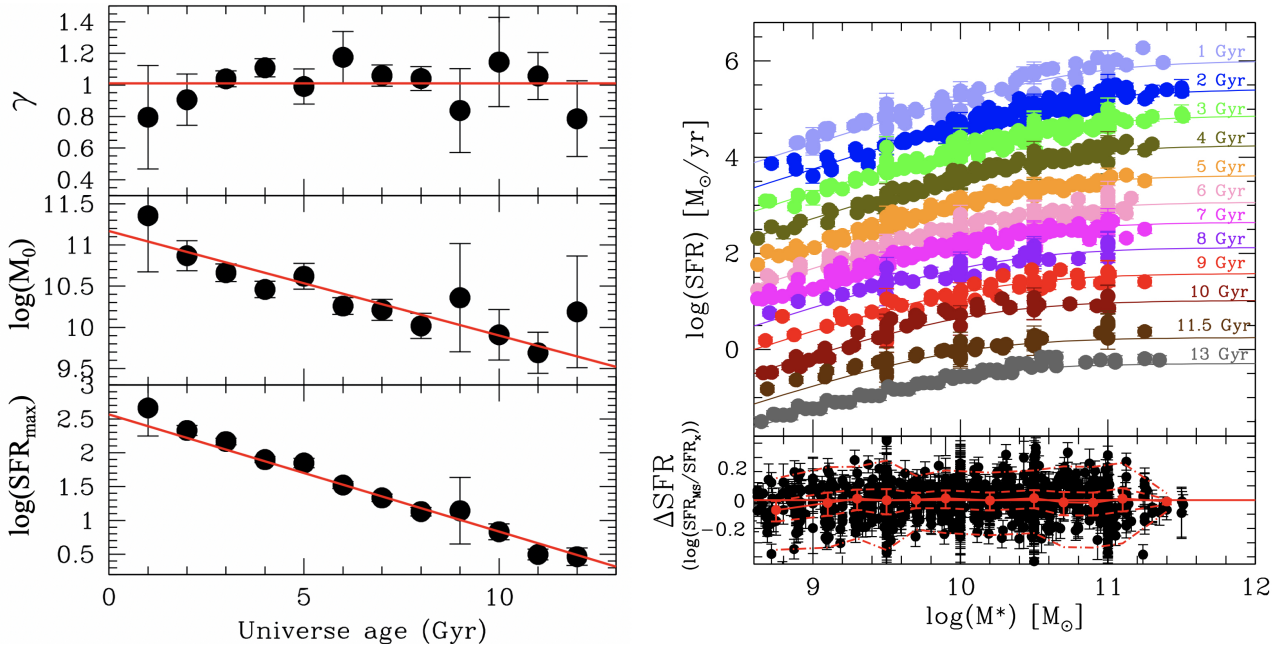 γ
1.4
1.2
1
0.8
0.6
0.4
log(M₀)
11.5
11
10.5
10
9.5
log(SFRₘₐₓ)
3
2.5
2
1.5
1
0.5
0
5
10
Universe age (Gyr)
log(SFR) [M⊙/yr]
6
4
2
0
1 Gyr
2 Gyr
3 Gyr
4 Gyr
5 Gyr
6 Gyr
7 Gyr
8 Gyr
9 Gyr
10 Gyr
11.5 Gyr
13 Gyr
ΔSFR
(log(SFR_MS/SFR_x))
0.2
0
−0.2
9
10
11
12
log(M*) [M⊙]